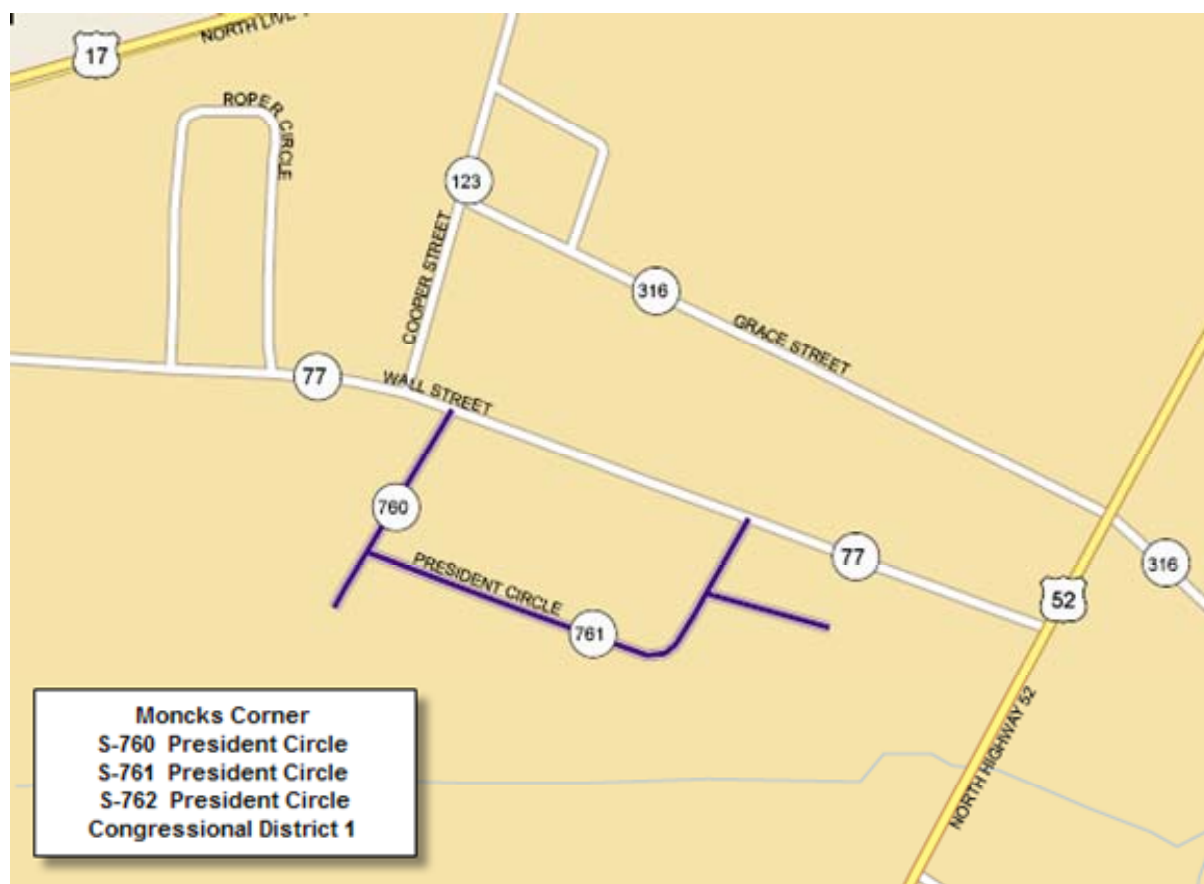 NORTH LIVE
17
ROPER CIRCLE
123
COOPER STREET
316
GRACE STREET
77
WALL STREET
760
77
316
PRESIDENT CIRCLE
52
761
NORTH HIGHWAY 52
Moncks Corner
S-760 President Circle
S-761 President Circle
S-762 President Circle
Congressional District 1